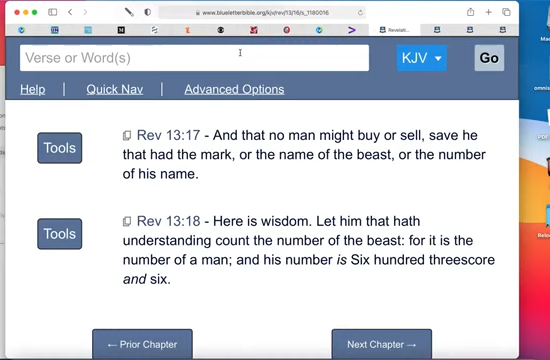 www.blueletterbible.org/kjv/rev/13/16/s_1180016
Revelati...
Verse or Word(s)
KJV
Go
Help
Quick Nav
Advanced Options
Tools
Rev 13:17 - And that no man might buy or sell, save he
that had the mark, or the name of the beast, or the number
of his name.
Tools
Rev 13:18 - Here is wisdom. Let him that hath
understanding count the number of the beast: for it is the
number of a man; and his number is Six hundred threescore
and six.
← Prior Chapter
Next Chapter →